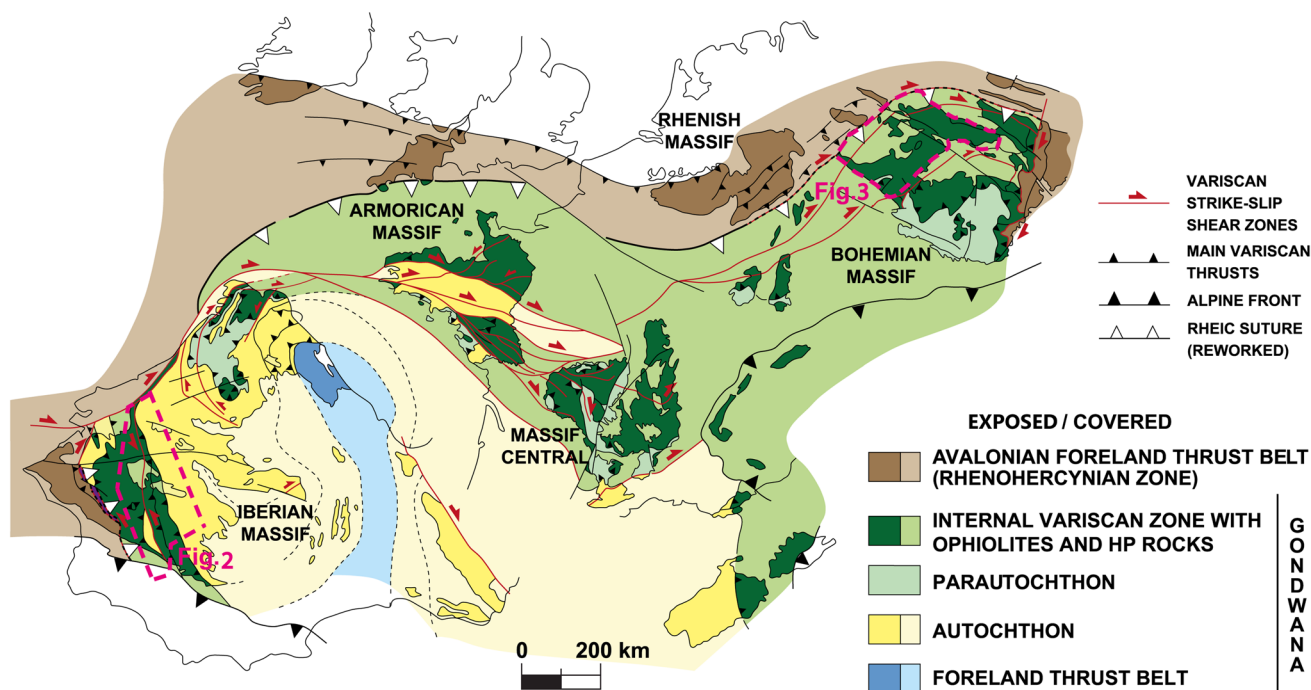 RHENISH
MASSIF
Fig.3
ARMORICAN
MASSIF
BOHEMIAN
MASSIF
MASSIF
CENTRAL
IBERIAN
MASSIF
Fig.2
0 200 km
VARISCAN
STRIKE-SLIP
SHEAR ZONES
MAIN VARISCAN
THRUSTS
ALPINE FRONT
RHEIC SUTURE
(REWORKED)
EXPOSED / COVERED
AVALONIAN FORELAND THRUST BELT
(RHENOHERCYNIAN ZONE)
INTERNAL VARISCAN ZONE WITH
OPHIOLITES AND HP ROCKS
PARAUTOCHTHON
AUTOCHTHON
FORELAND THRUST BELT
GONDWANA